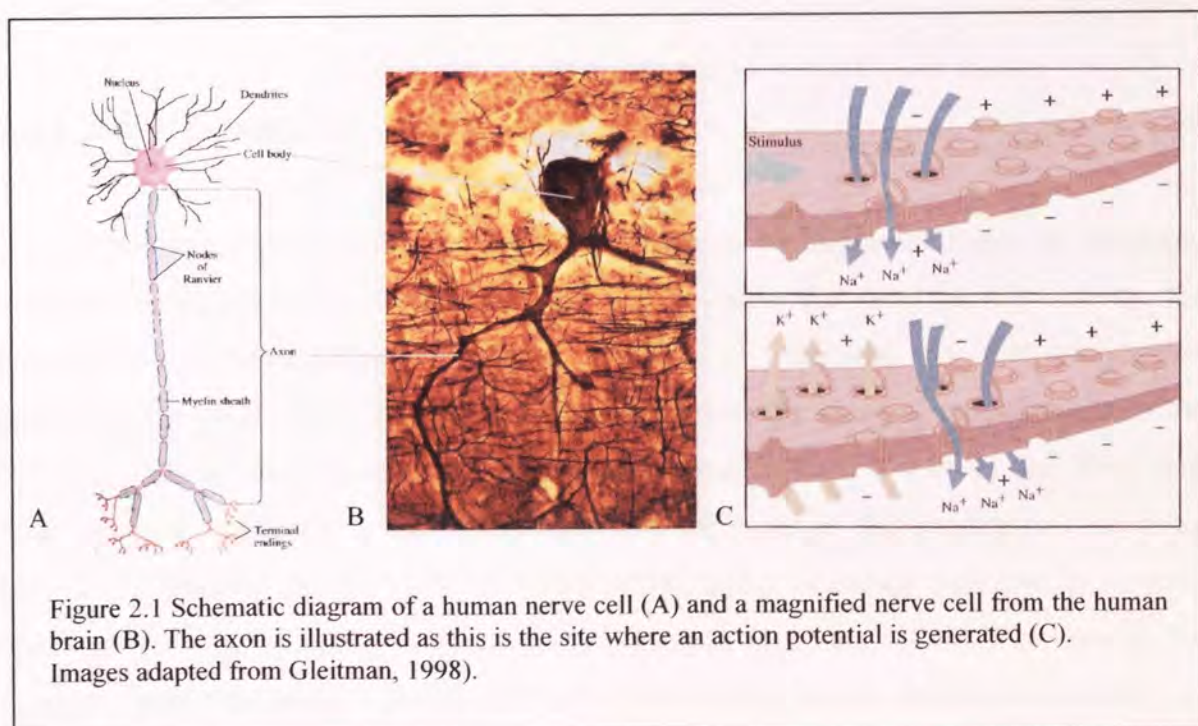 Nucleus
Dendrites
Cell body
Nodes
of
Ranvier
Axon
Myelin sheath
Terminal
endings
A
B
Stimulus
+
+
+
+
−
−
−
−
−
+
Na⁺
Na⁺
Na⁺
K⁺
K⁺
K⁺
+
−
+
+
+
−
−
−
−
+
Na⁺
Na⁺
Na⁺
C
Figure 2.1 Schematic diagram of a human nerve cell (A) and a magnified nerve cell from the human
brain (B). The axon is illustrated as this is the site where an action potential is generated (C).
Images adapted from Gleitman, 1998).